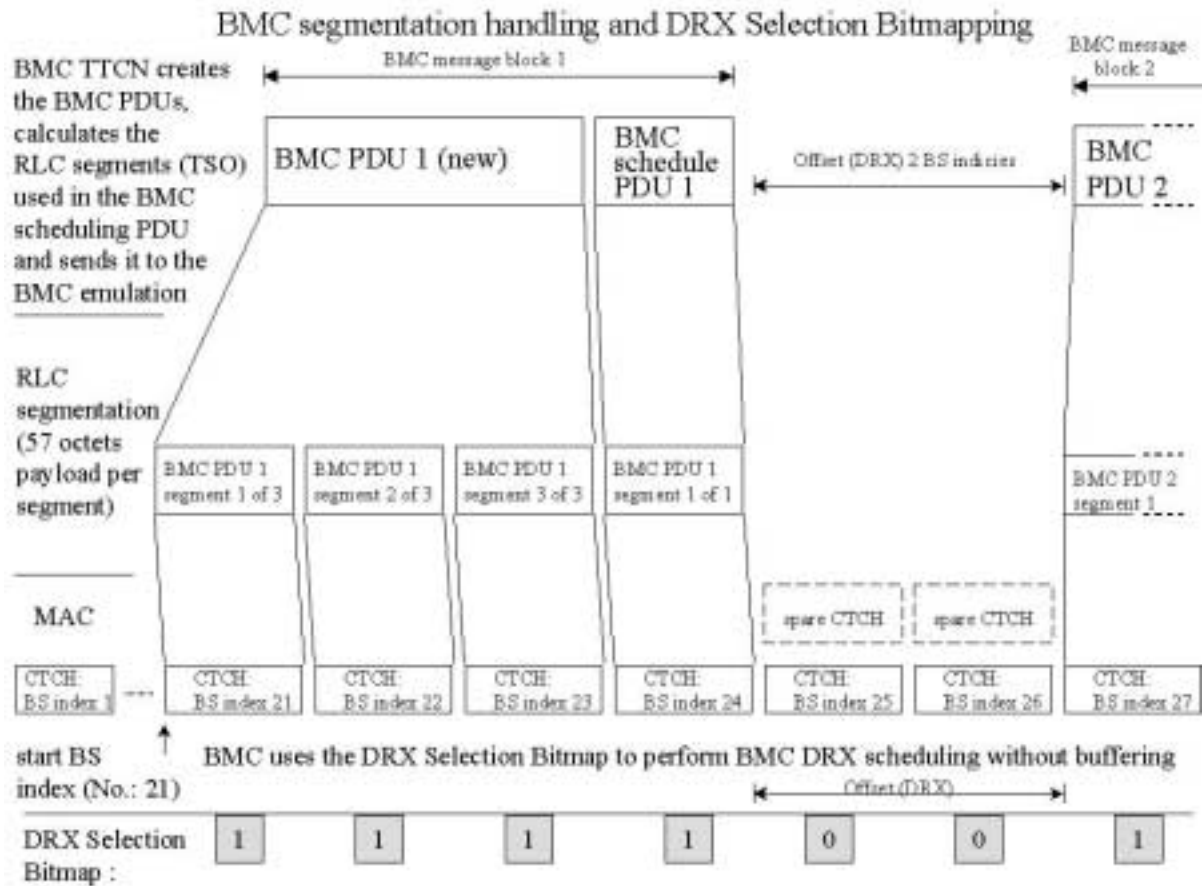 BMC segmentation handling and DRX Selection Bitmapping
BMC message block 1
BMC message
block 2
BMC TTCN creates
the BMC PDUs,
calculates the
RLC segments (TSO)
used in the BMC
scheduling PDU
and sends it to the
BMC emulation
BMC PDU 1 (new)
BMC
schedule
PDU 1
Offset (DRX) 2 BS indicies
BMC
PDU 2
RLC
segmentation
(57 octets
payload per
segment)
BMC PDU 1
segment 1 of 3
BMC PDU 1
segment 2 of 3
BMC PDU 1
segment 3 of 3
BMC PDU 1
segment 1 of 1
BMC PDU 2
segment 1
MAC
spare CTCH
spare CTCH
CTCH:
BS index 1
CTCH:
BS index 21
CTCH:
BS index 22
CTCH:
BS index 23
CTCH:
BS index 24
CTCH:
BS index 25
CTCH:
BS index 26
CTCH:
BS index 27
start BS
index (No.: 21)
BMC uses the DRX Selection Bitmap to perform BMC DRX scheduling without buffering
Offset (DRX)
DRX Selection
Bitmap :
1 1 1 1 0 0 1